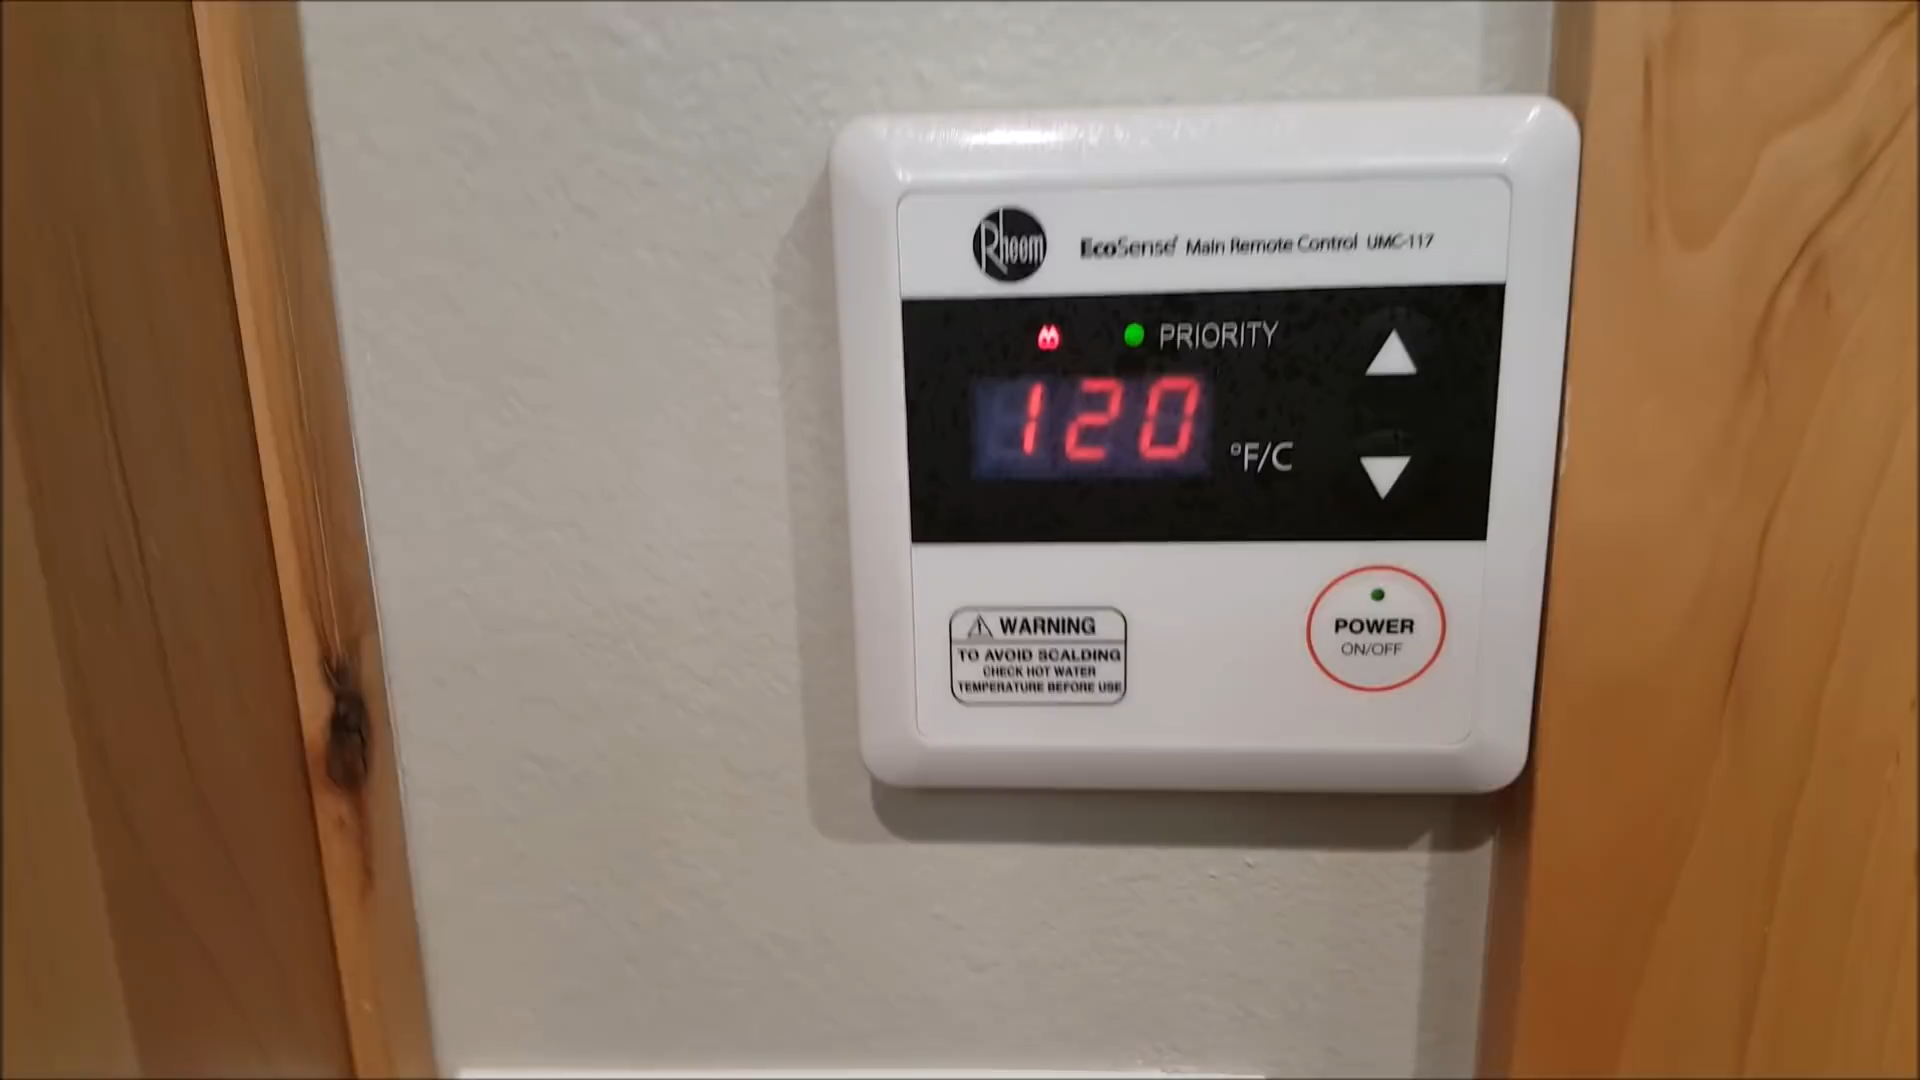 Rheem
EcoSense Main Remote Control UMC-117
PRIORITY
120
°F/C
POWER
ON/OFF
WARNING
TO AVOID SCALDING
CHECK HOT WATER
TEMPERATURE BEFORE USE